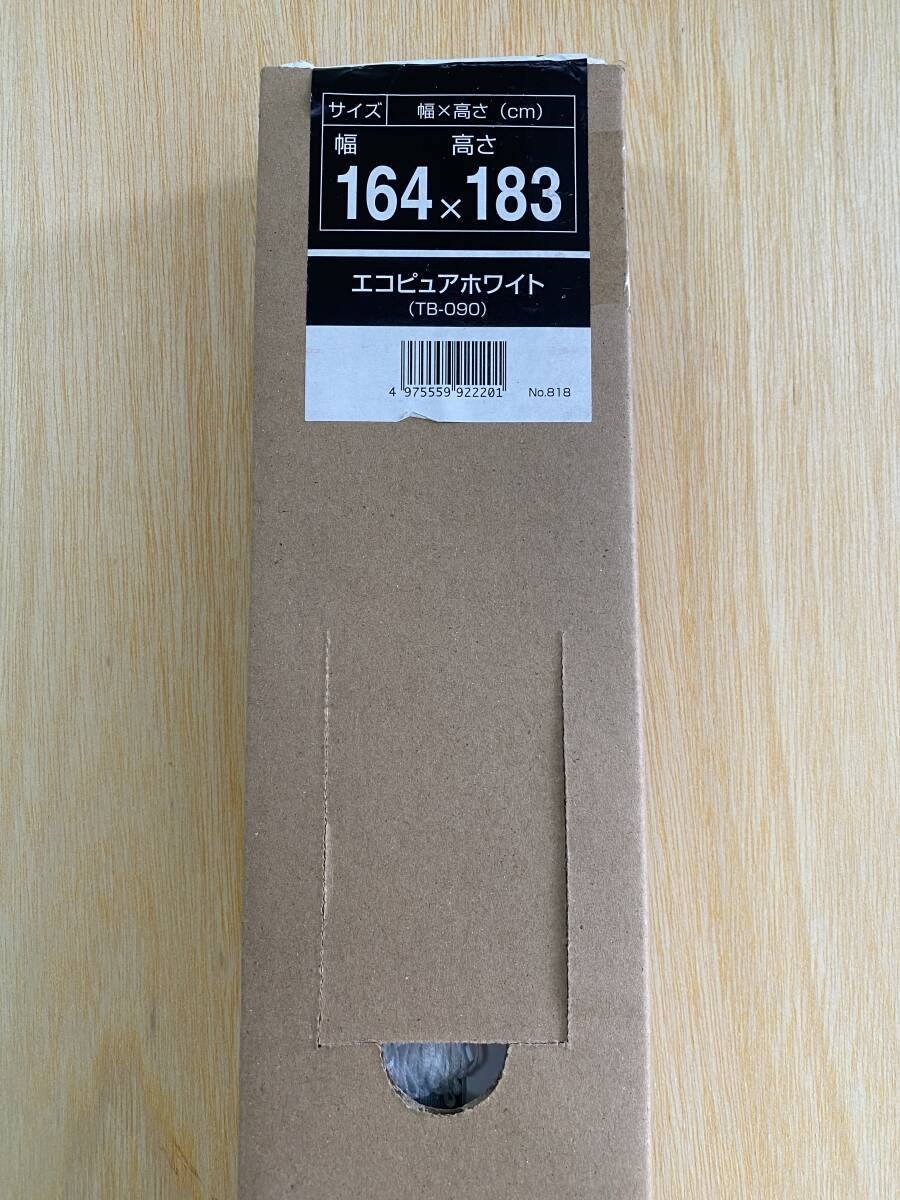 サイズ 幅×高さ（cm）
幅 高さ
164×183
エコピュアホワイト
（TB-090）
4 975559 922201 No.818